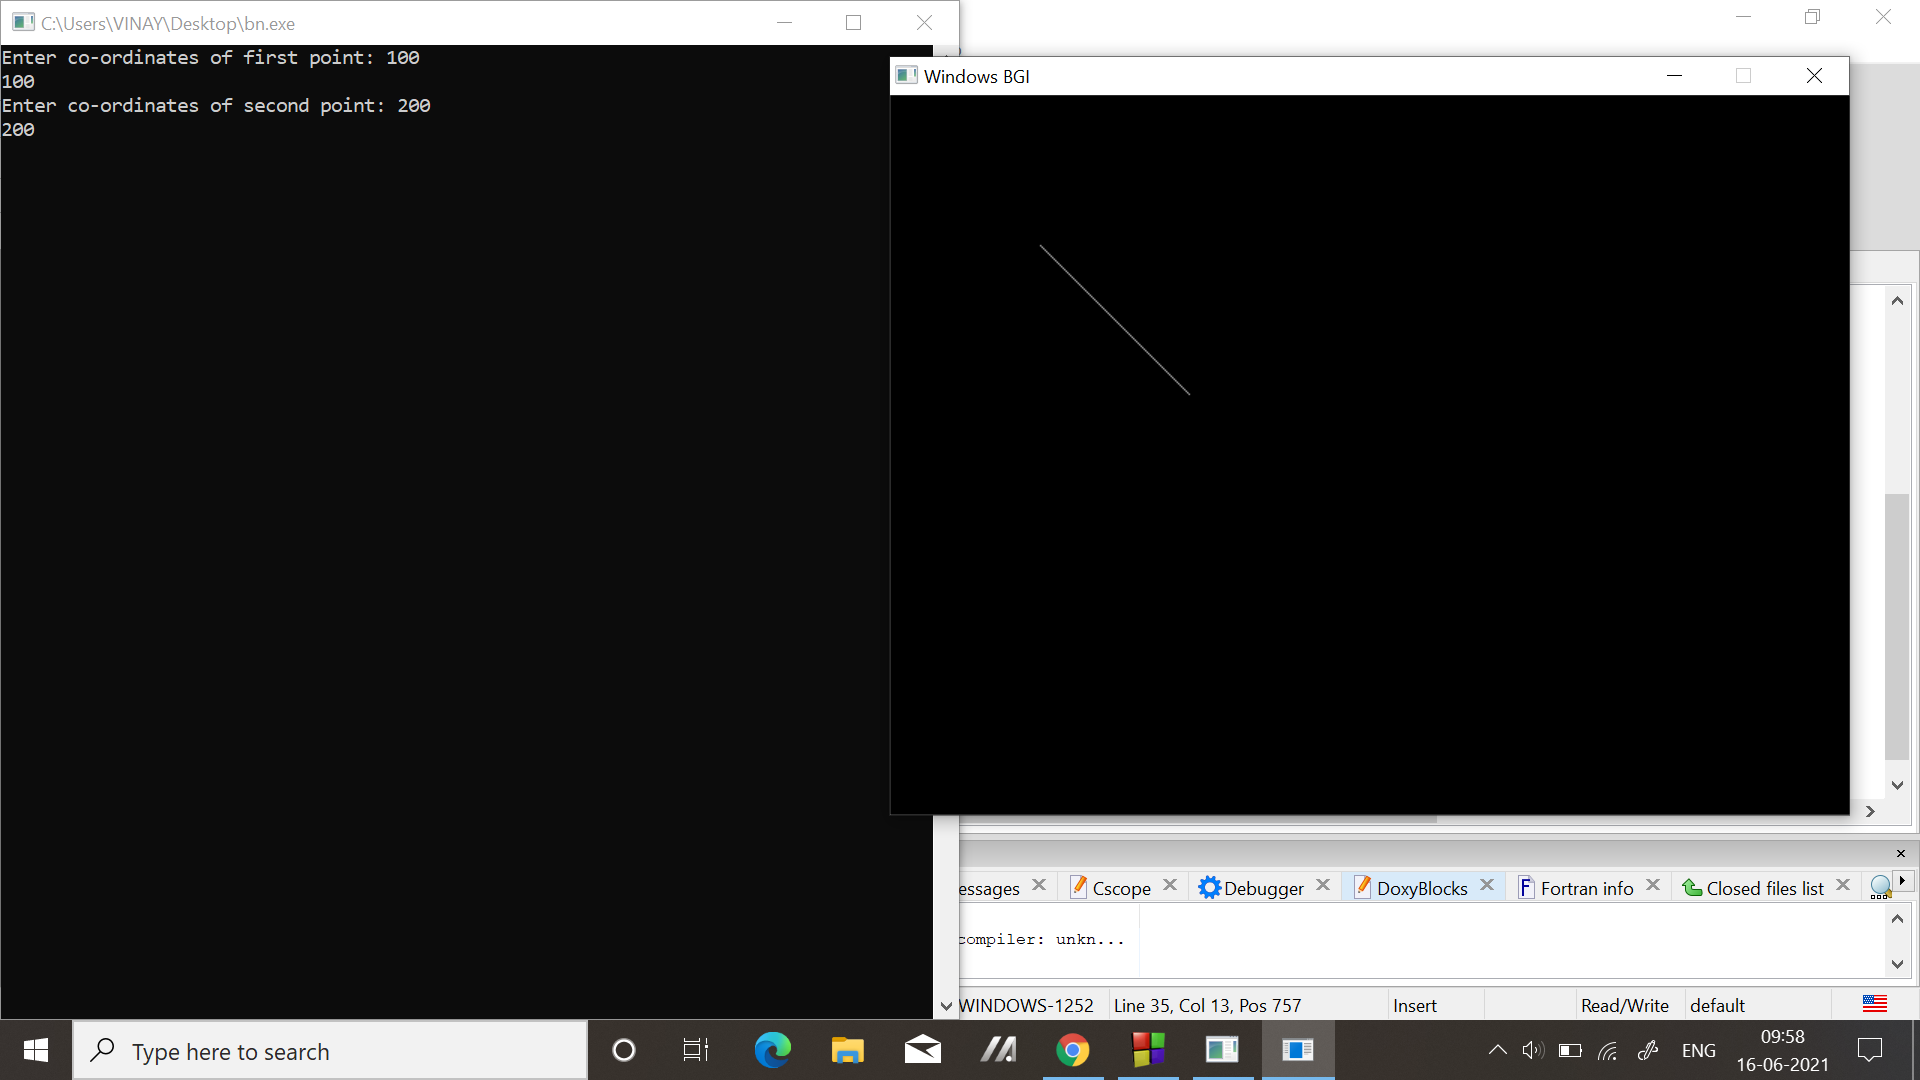 C:\Users\VINAY\Desktop\bn.exe
Enter co-ordinates of first point: 100
100
Enter co-ordinates of second point: 200
200
Windows BGI
essages
Cscope
Debugger
DoxyBlocks
Fortran info
Closed files list
compiler: unkn...
WINDOWS-1252
Line 35, Col 13, Pos 757
Insert
Read/Write
default
Type here to search
ENG
09:58
16-06-2021